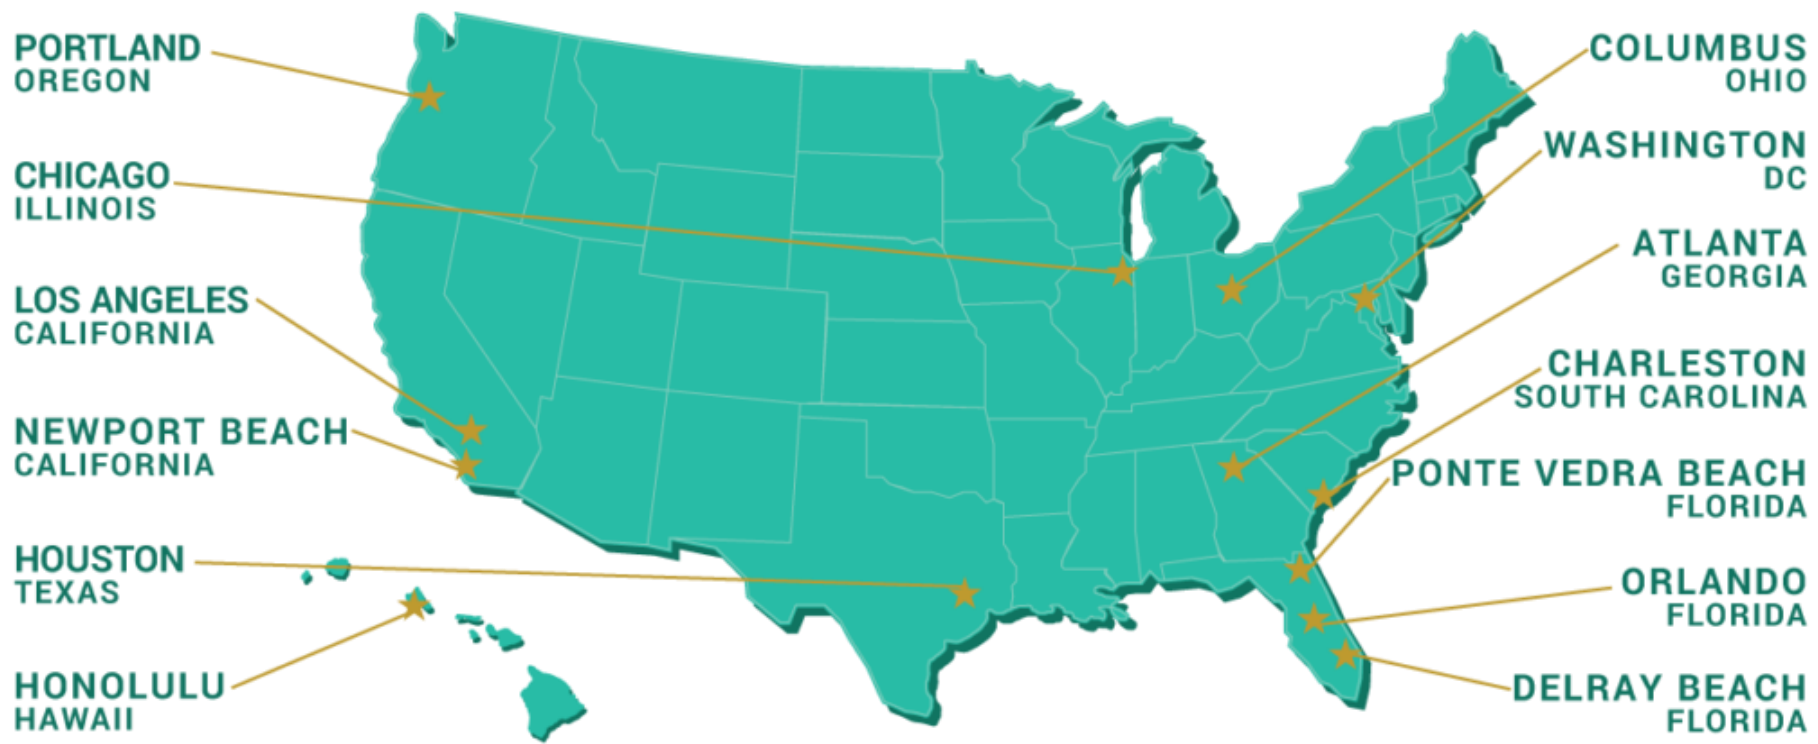 PORTLAND
OREGON
CHICAGO
ILLINOIS
LOS ANGELES
CALIFORNIA
NEWPORT BEACH
CALIFORNIA
HOUSTON
TEXAS
HONOLULU
HAWAII
COLUMBUS
OHIO
WASHINGTON
DC
ATLANTA
GEORGIA
CHARLESTON
SOUTH CAROLINA
PONTE VEDRA BEACH
FLORIDA
ORLANDO
FLORIDA
DELRAY BEACH
FLORIDA